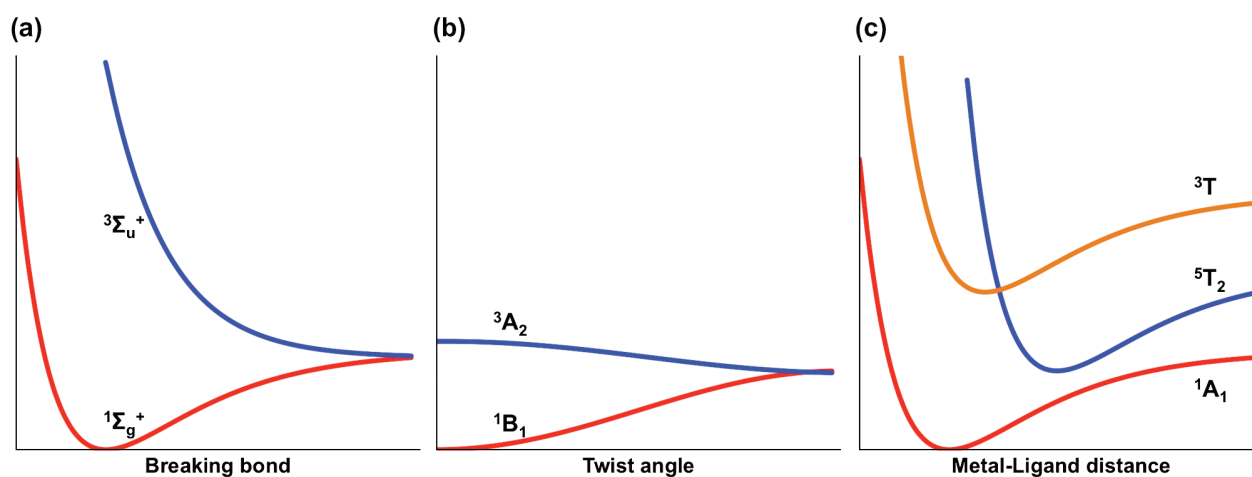 (a)
³Σᵤ⁺
¹Σg⁺
Breaking bond
(b)
³A₂
¹B₁
Twist angle
(c)
³T
⁵T₂
¹A₁
Metal-Ligand distance